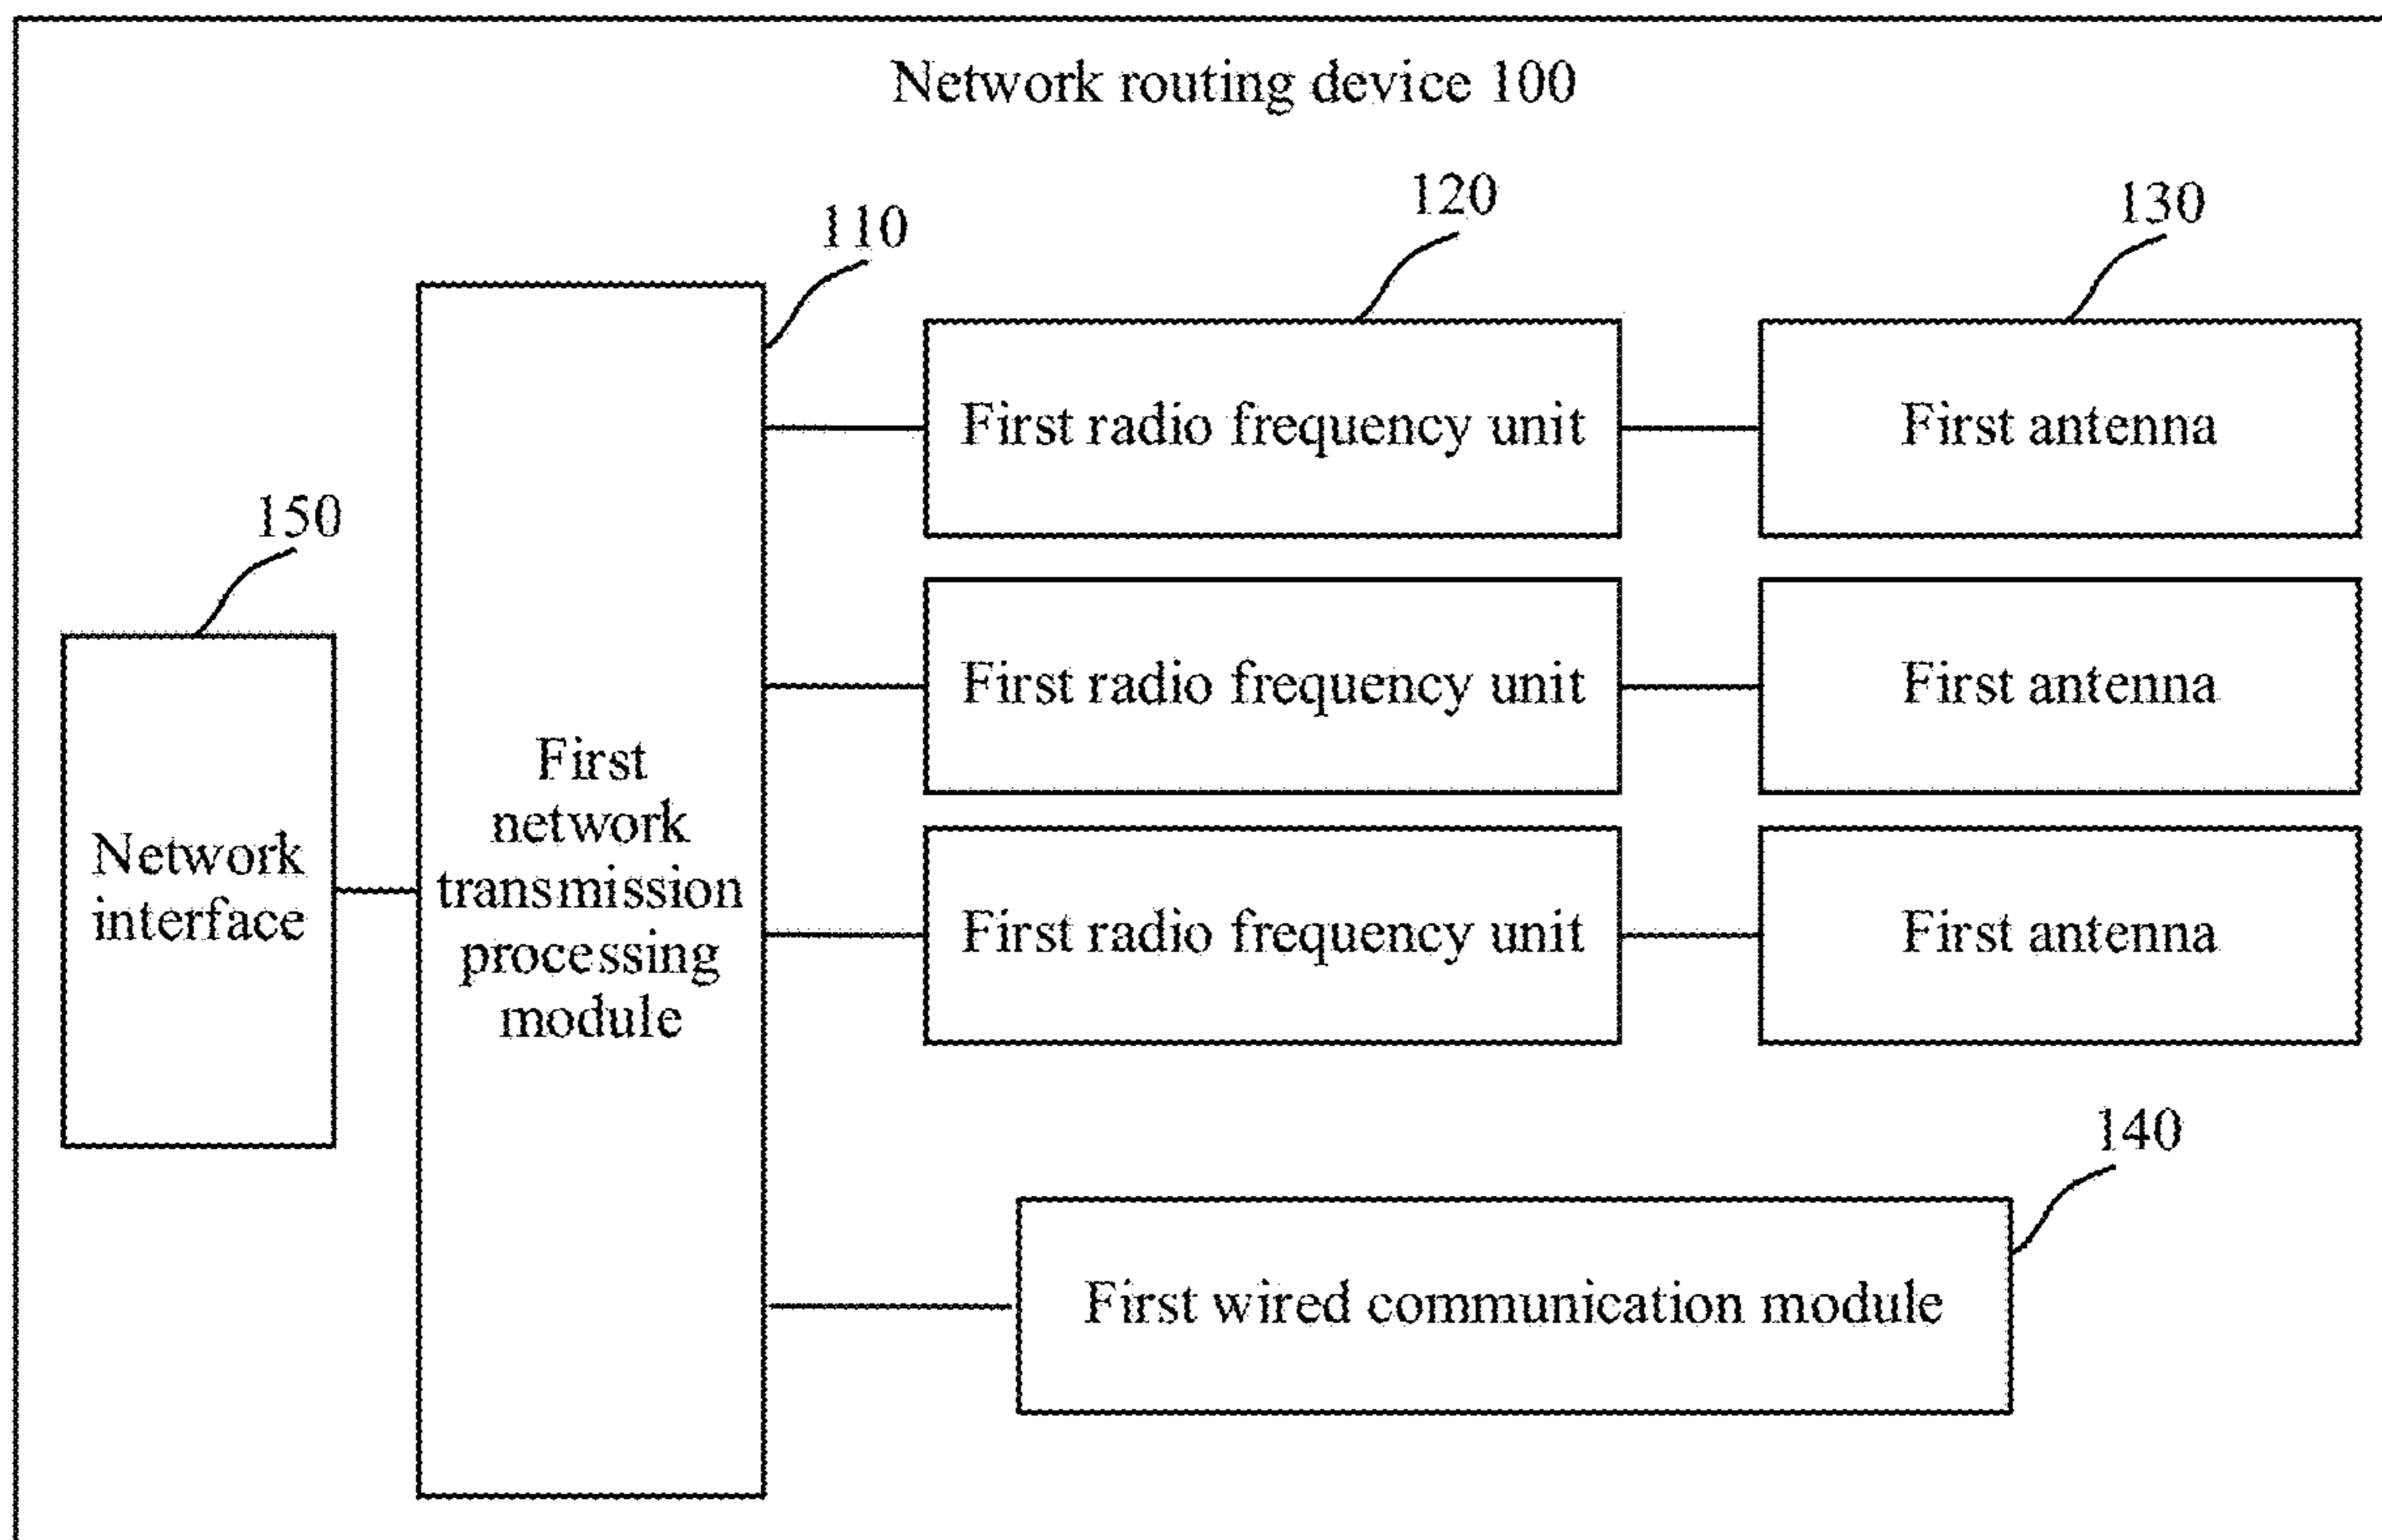 Network routing device 100
110
120
130
First radio frequency unit
First antenna
150
First radio frequency unit
First antenna
Network
interface
First
network
transmission
processing
module
First radio frequency unit
First antenna
140
First wired communication module